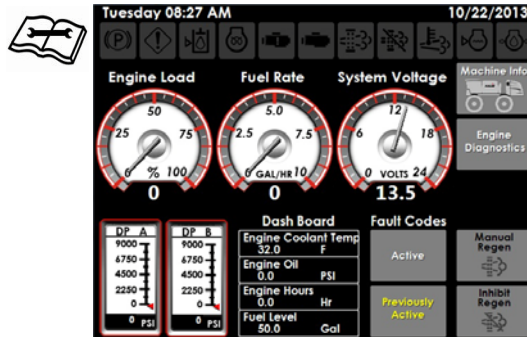 Tuesday 08:27 AM 10/22/2013
Engine Load Fuel Rate System Voltage Machine Info
50 5.0 12
25 75 2.5 7.5 6 18
0 % 100 0 GAL/HR 10 0 VOLTS 24
0 0 13.5
Engine
Diagnostics
DP A DP B
9000 9000
6750 6750
4500 4500
2250 2250
0 0
0 PSI 0 PSI
Dash Board
Engine Coolant Temp
32.0 F
Engine Oil
0.0 PSI
Engine Hours
0.0 Hr
Fuel Level
50.0 Gal
Fault Codes
Active
Previously
Active
Manual
Regen
Inhibit
Regen